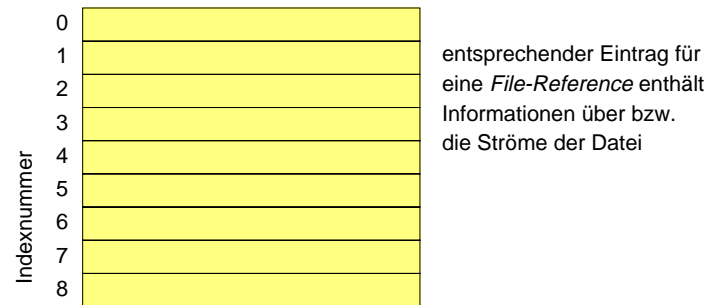 0
1
2
3
4
5
6
7
8
Indexnummer
entsprechender Eintrag für
eine File-Reference enthält
Informationen über bzw.
die Ströme der Datei